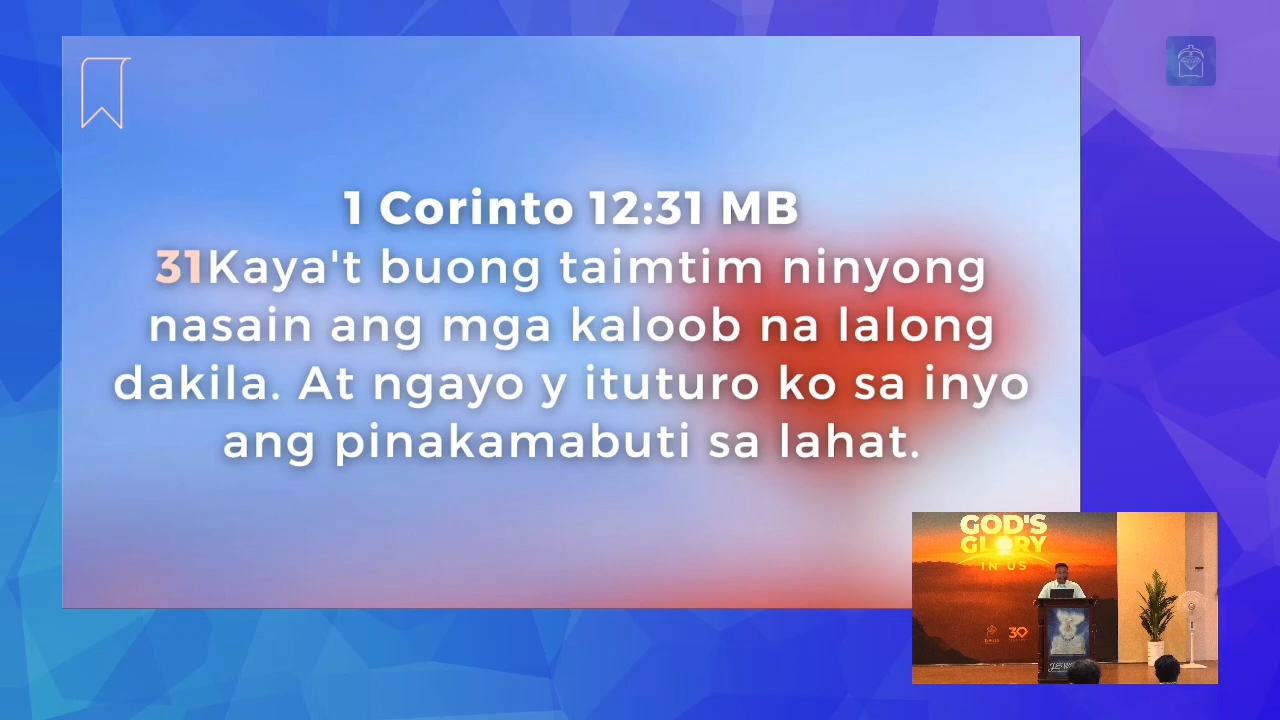 1 Corinto 12:31 MB
31Kaya't buong taimtim ninyong
nasain ang mga kaloob na lalong
dakila. At ngayo y ituturo ko sa inyo
ang pinakamabuti sa lahat.
GOD'S
GLORY
IN US
30